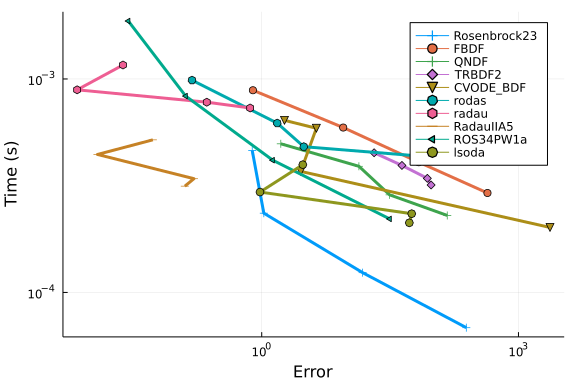 Rosenbrock23
FBDF
QNDF
TRBDF2
CVODE_BDF
rodas
radau
RadauIIA5
ROS34PW1a
lsoda
10⁻³
10⁻⁴
Time (s)
10⁰
10³
Error